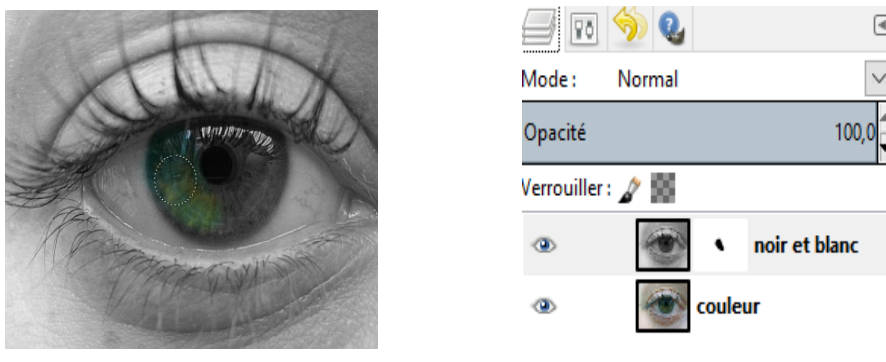 Mode : Normal
Opacité 100,0
Verrouiller :
noir et blanc
couleur